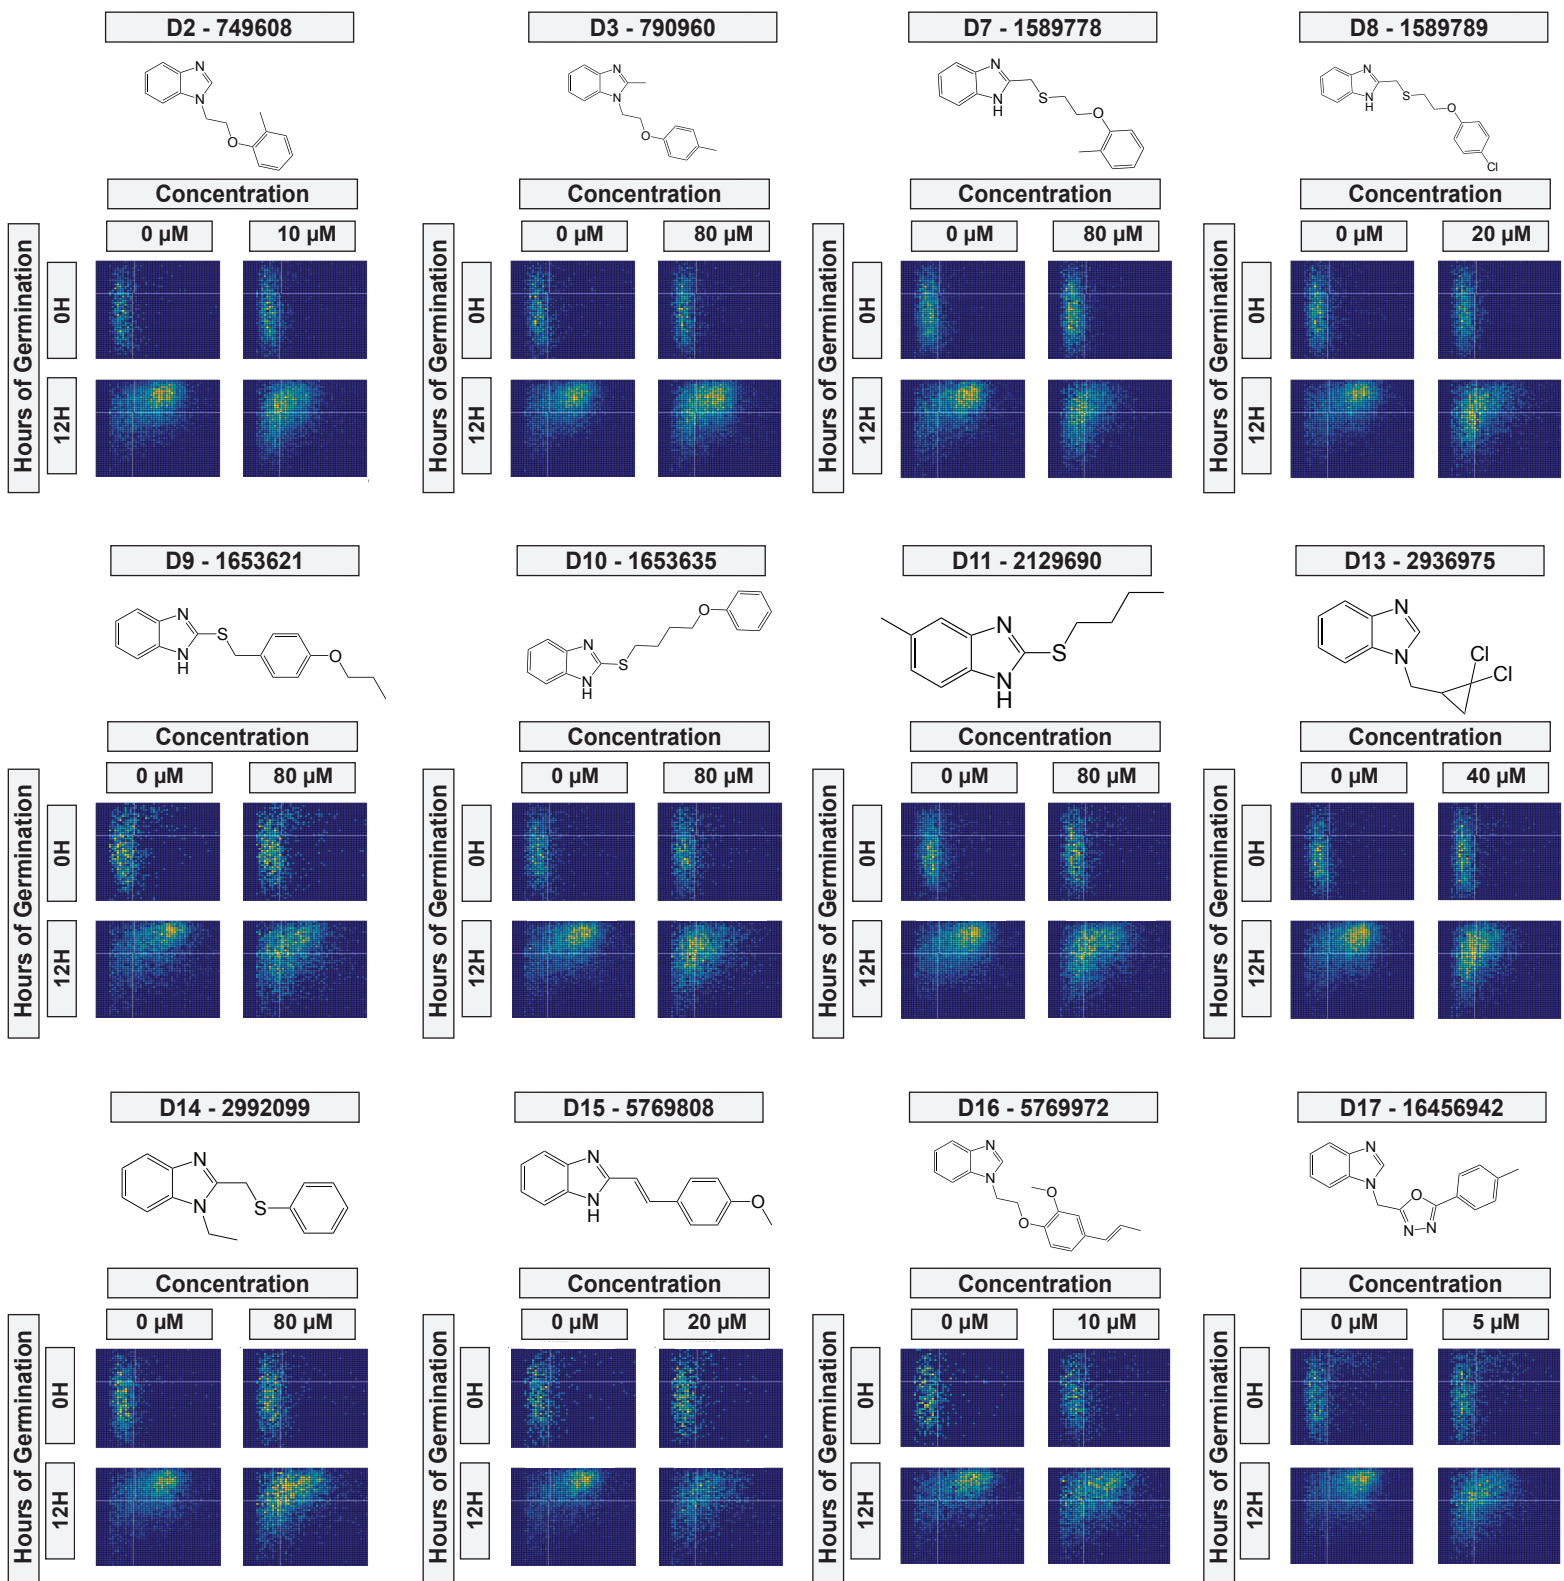 D2 - 749608
D3 - 790960
D7 - 1589778
D8 - 1589789
N
N
O
N
N
O
N
N
H
S
O
N
N
H
S
O
Cl
Concentration
Concentration
Concentration
Concentration
Hours of Germination
0 µM
10 µM
0H
12H
Hours of Germination
0 µM
80 µM
0H
12H
Hours of Germination
0 µM
80 µM
0H
12H
Hours of Germination
0 µM
20 µM
0H
12H
D9 - 1653621
D10 - 1653635
D11 - 2129690
D13 - 2936975
N
N
H
S
O
N
N
H
S
O
N
N
H
S
N
N
Cl
Cl
Concentration
Concentration
Concentration
Concentration
Hours of Germination
0 µM
80 µM
0H
12H
Hours of Germination
0 µM
80 µM
0H
12H
Hours of Germination
0 µM
80 µM
0H
12H
Hours of Germination
0 µM
40 µM
0H
12H
D14 - 2992099
D15 - 5769808
D16 - 5769972
D17 - 16456942
N
N
S
N
N
H
O
N
N
O
O
N
N
O
N
N
Concentration
Concentration
Concentration
Concentration
Hours of Germination
0 µM
80 µM
0H
12H
Hours of Germination
0 µM
20 µM
0H
12H
Hours of Germination
0 µM
10 µM
0H
12H
Hours of Germination
0 µM
5 µM
0H
12H